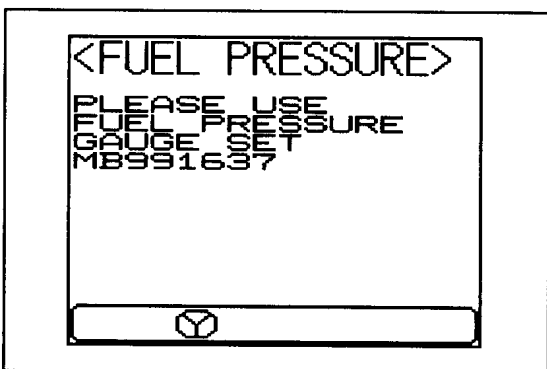 <FUEL PRESSURE>
PLEASE USE
FUEL PRESSURE
GAUGE SET
MB991637
Y